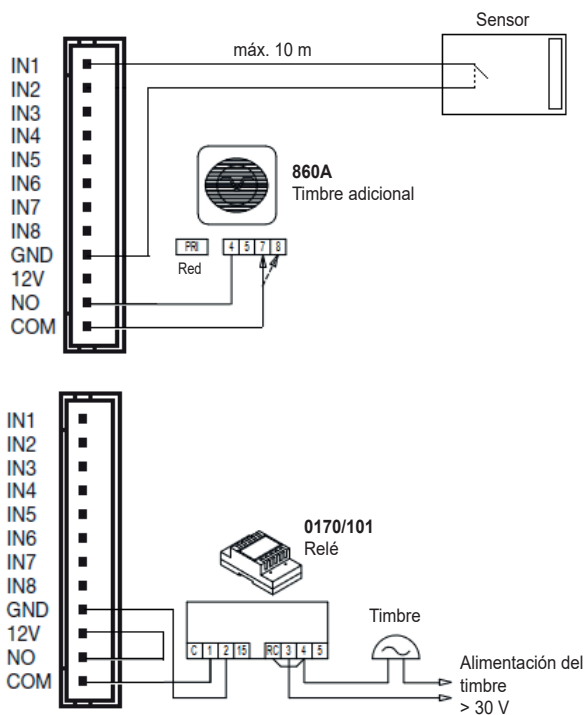 Sensor
máx. 10 m
IN1
IN2
IN3
IN4
IN5
IN6
IN7
IN8
GND
12V
NO
COM
860A
Timbre adicional
PRI 4 5 7 8
Red
IN1
IN2
IN3
IN4
IN5
IN6
IN7
IN8
GND
12V
NO
COM
0170/101
Relé
C 1 2 15 RC 3 4 5
Timbre
Alimentación del
timbre
> 30 V